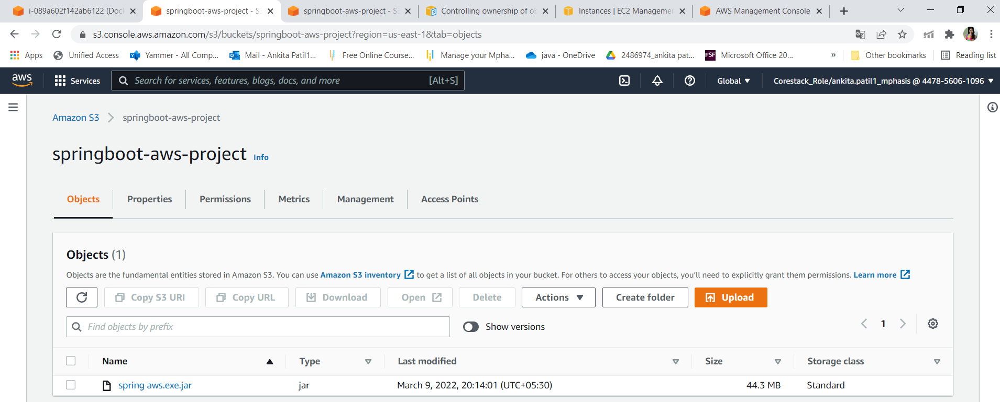 i-089a602f142ab6122 (Doc springboot-aws-project - S springboot-aws-project - S3 Controlling ownership of ob Instances | EC2 Managemen AWS Management Console
s3.console.aws.amazon.com/s3/buckets/springboot-aws-project?region=us-east-1&tab=objects
Apps Unified Access Yammer - All Comp... Mail - Ankita Patil1... Free Online Course... Manage your Mpha... java - OneDrive 2486974_ankita pat... FSF Microsoft Office 20... » Other bookmarks Reading list
aws Services Search for services, features, blogs, docs, and more [Alt+S] Global Corestack_Role/ankita.patil1_mphasis @ 4478-5606-1096
Amazon S3 springboot-aws-project
springboot-aws-project Info
Objects Properties Permissions Metrics Management Access Points
Objects (1)
Objects are the fundamental entities stored in Amazon S3. You can use Amazon S3 inventory to get a list of all objects in your bucket. For others to access your objects, you'll need to explicitly grant them permissions. Learn more
Copy S3 URI Copy URL Download Open Delete Actions Create folder Upload
Find objects by prefix Show versions 1
Name Type Last modified Size Storage class
spring aws.exe.jar jar March 9, 2022, 20:14:01 (UTC+05:30) 44.3 MB Standard